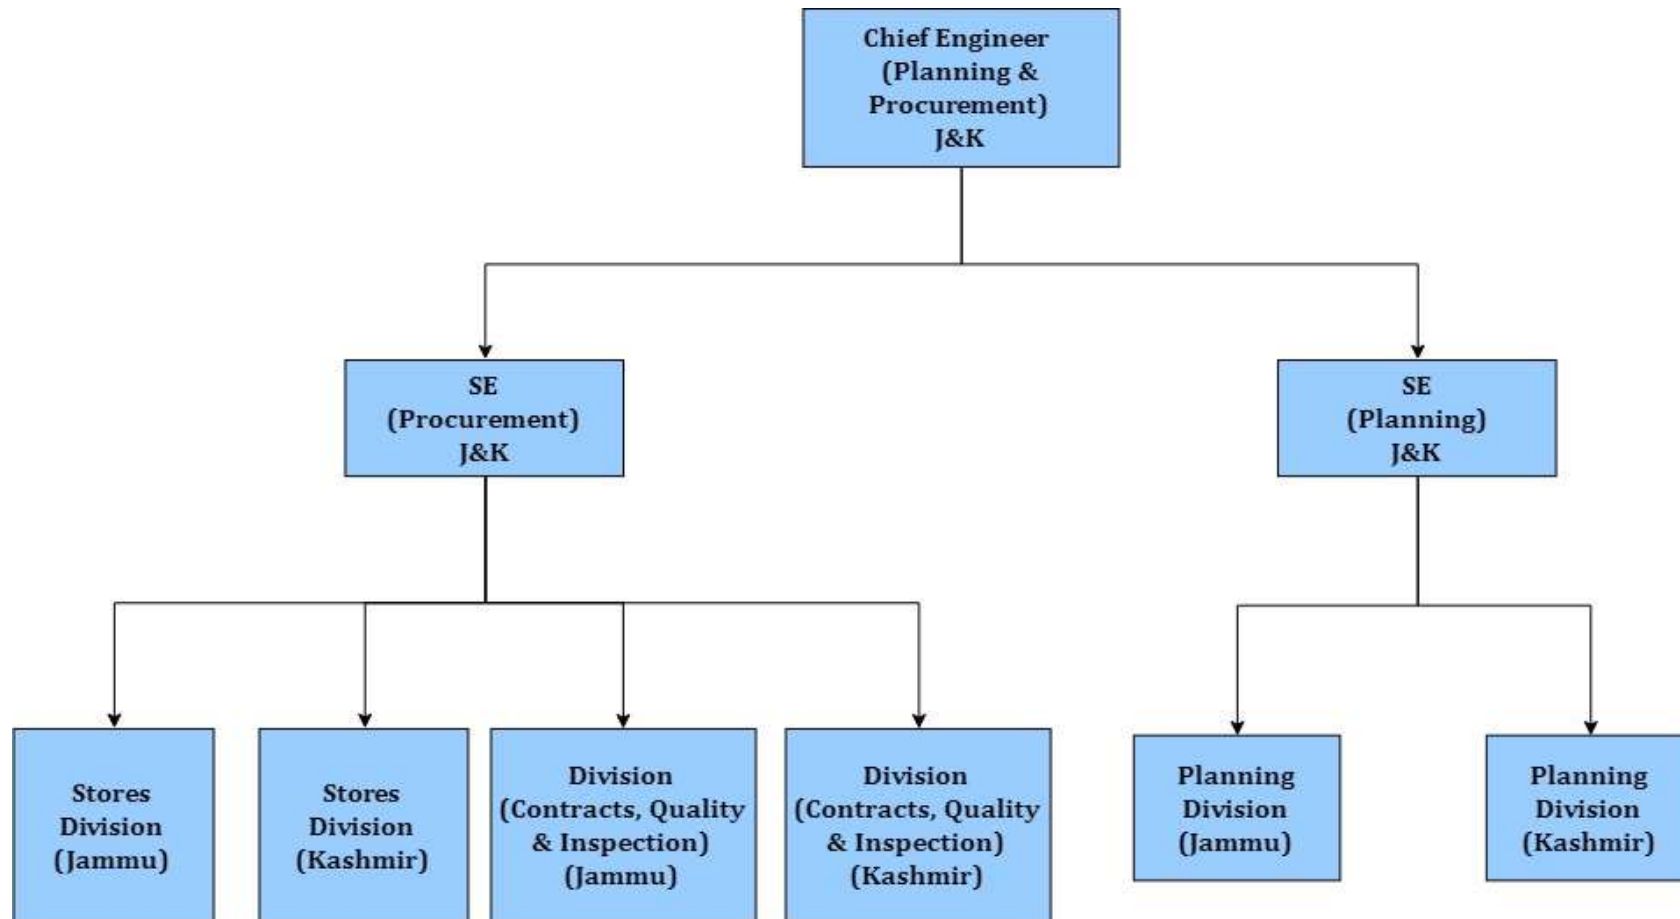 Chief Engineer
(Planning &
Procurement)
J&K
SE
(Procurement)
J&K
SE
(Planning)
J&K
Stores
Division
(Jammu)
Stores
Division
(Kashmir)
Division
(Contracts, Quality
& Inspection)
(Jammu)
Division
(Contracts, Quality
& Inspection)
(Kashmir)
Planning
Division
(Jammu)
Planning
Division
(Kashmir)